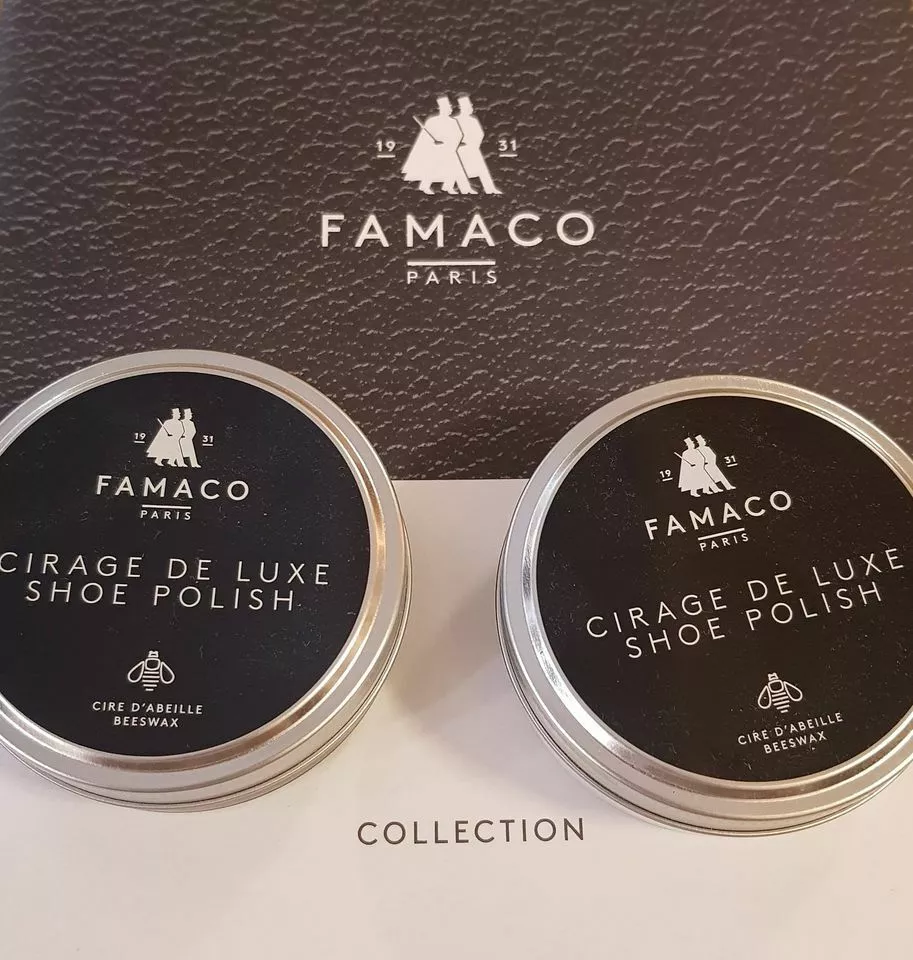 19 31
FAMACO
PARIS
19 31
FAMACO
PARIS
CIRAGE DE LUXE
SHOE POLISH
CIRE D'ABEILLE
BEESWAX
19 31
FAMACO
PARIS
CIRAGE DE LUXE
SHOE POLISH
CIRE D'ABEILLE
BEESWAX
COLLECTION